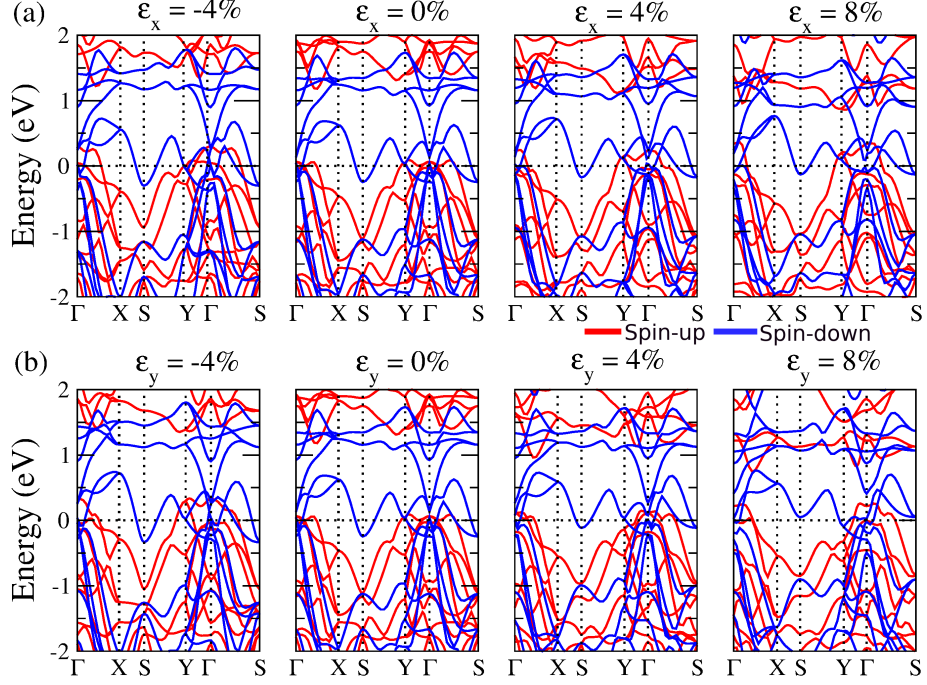 (a) εx = -4% εx = 0% εx = 4% εx = 8%
2
1
0
-1
-2
Energy (eV)
Γ X S Y Γ S Γ X S Y Γ S Γ X S Y Γ S Γ X S Y Γ S
Spin-up Spin-down
(b) εy = -4% εy = 0% εy = 4% εy = 8%
2
1
0
-1
-2
Energy (eV)
Γ X S Y Γ S Γ X S Y Γ S Γ X S Y Γ S Γ X S Y Γ S